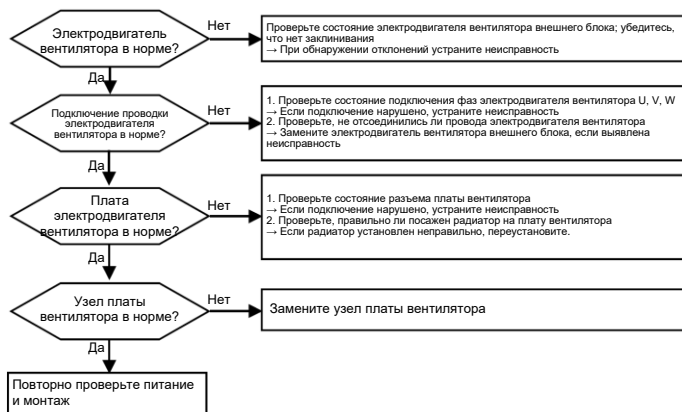 Электродвигатель
вентилятора в норме?
Нет
Проверьте состояние электродвигателя вентилятора внешнего блока; убедитесь,
что нет заклинивания
→ При обнаружении отклонений устраните неисправность
Да
Подключение проводки
электродвигателя
вентилятора в норме?
Нет
1. Проверьте состояние подключения фаз электродвигателя вентилятора U, V, W
→ Если подключение нарушено, устраните неисправность
2. Проверьте, не отсоединились ли провода электродвигателя вентилятора
→ Замените электродвигатель вентилятора внешнего блока, если выявлена
неисправность
Да
Плата
электродвигателя
вентилятора в норме?
Нет
1. Проверьте состояние разъема платы вентилятора
→ Если подключение нарушено, устраните неисправность
2. Проверьте, правильно ли посажен радиатор на плату вентилятора
→ Если радиатор установлен неправильно, переустановите.
Да
Узел платы
вентилятора в норме?
Нет
Замените узел платы вентилятора
Да
Повторно проверьте питание
и монтаж